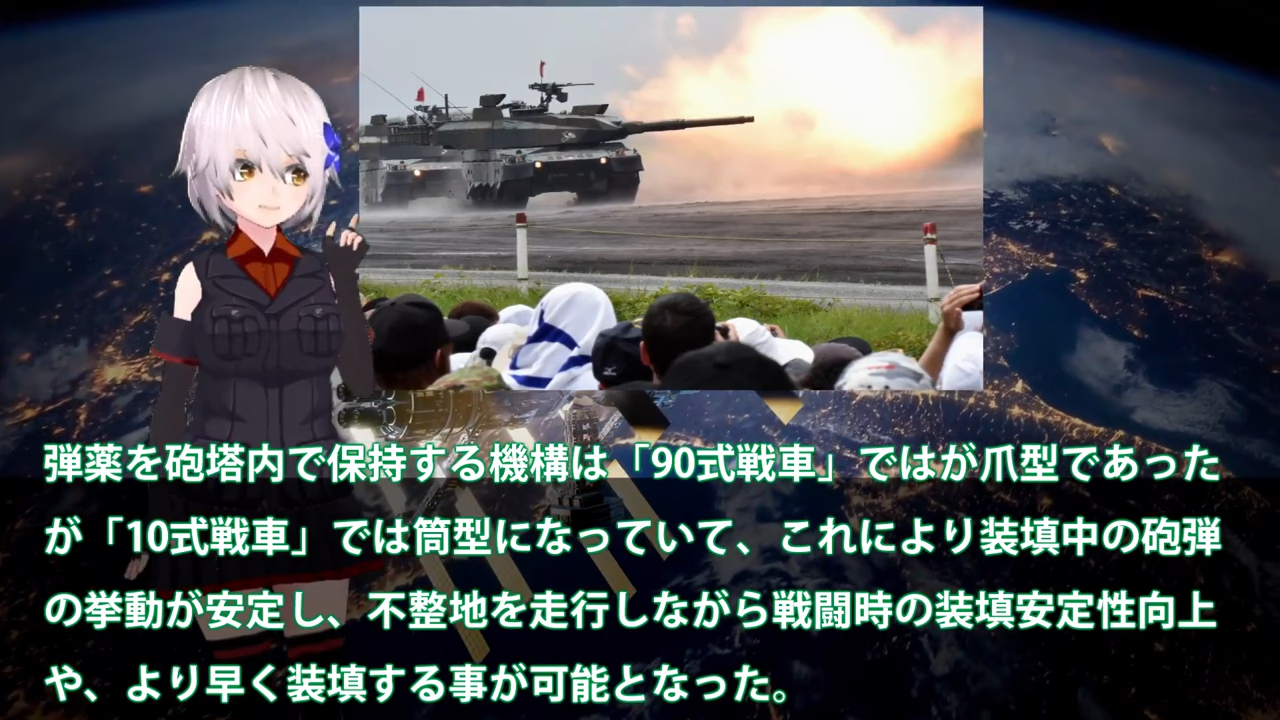 弾薬を砲塔内で保持する機構は「90式戦車」ではが爪型であった
が「10式戦車」では筒型になっていて、これにより装填中の砲弾
の挙動が安定し、不整地を走行しながら戦闘時の装填安定性向上
や、より早く装填する事が可能となった。